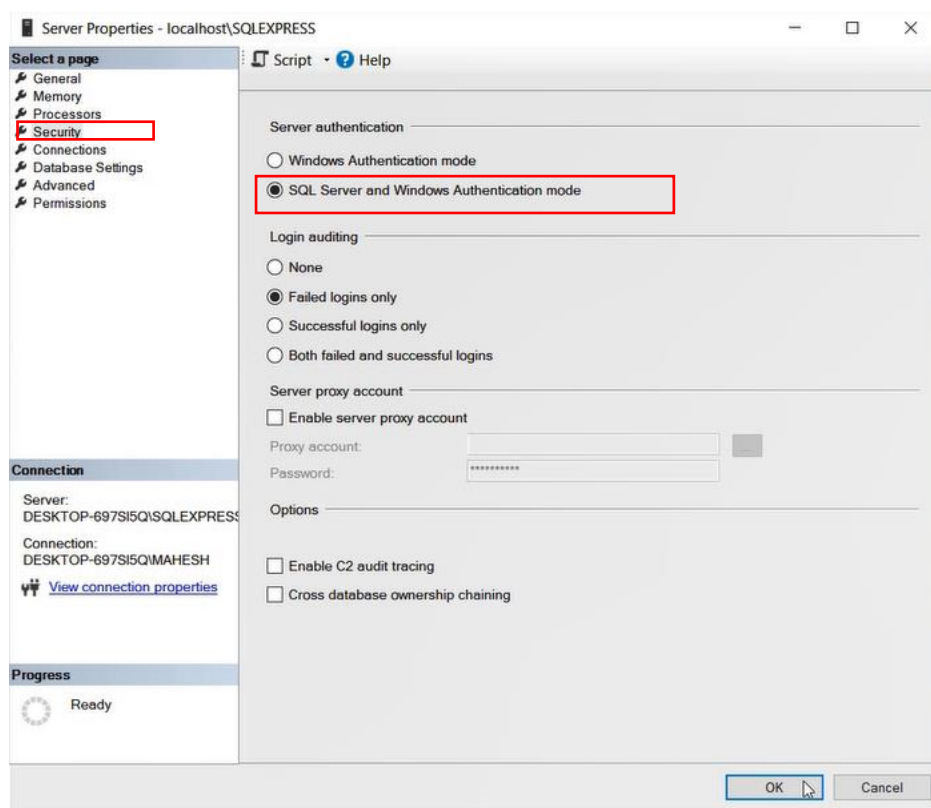 Server Properties - localhost\SQLEXPRESS
Select a page
General
Memory
Processors
Security
Connections
Database Settings
Advanced
Permissions
Script
Help
Server authentication
Windows Authentication mode
SQL Server and Windows Authentication mode
Login auditing
None
Failed logins only
Successful logins only
Both failed and successful logins
Server proxy account
Enable server proxy account
Proxy account:
...
Password:
**********
Options
Enable C2 audit tracing
Cross database ownership chaining
Connection
Server:
DESKTOP-697SI5Q\SQLEXPRESS
Connection:
DESKTOP-697SI5Q\MAHESH
View connection properties
Progress
Ready
OK
Cancel